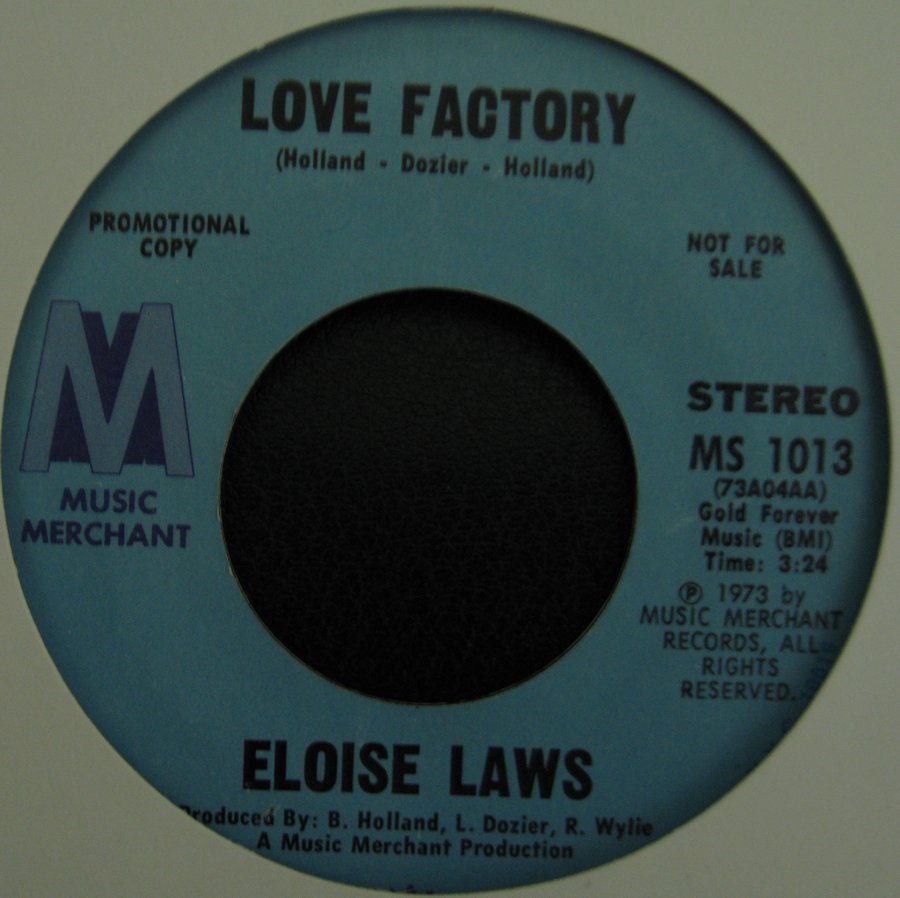 LOVE FACTORY
(Holland - Dozier - Holland)
PROMOTIONAL
COPY
NOT FOR
SALE
M
MUSIC
MERCHANT
STEREO
MS 1013
(73A04AA)
Gold Forever
Music (BMI)
Time: 3:24
℗ 1973 by
MUSIC MERCHANT
RECORDS, ALL
RIGHTS
RESERVED.
ELOISE LAWS
Produced By: B. Holland, L. Dozier, R. Wylie
A Music Merchant Production